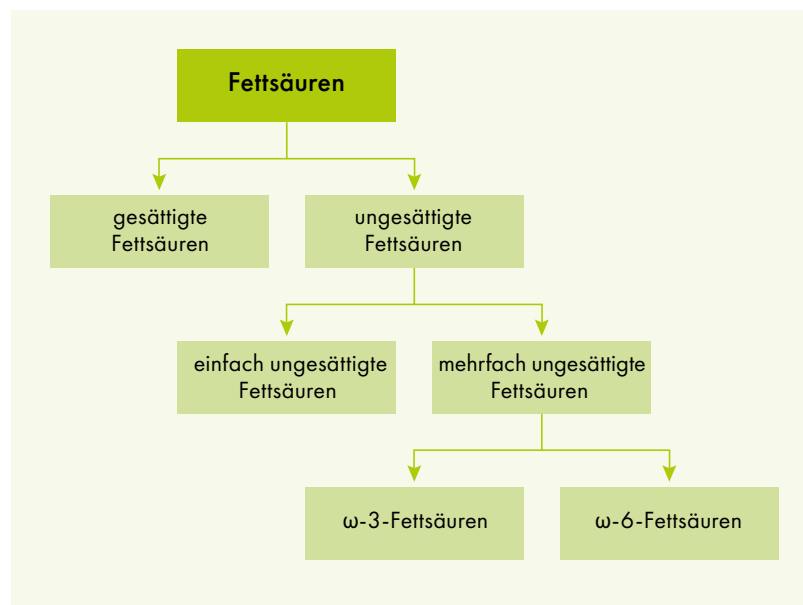 Fettsäuren
gesättigte
Fettsäuren
ungesättigte
Fettsäuren
einfach ungesättigte
Fettsäuren
mehrfach ungesättigte
Fettsäuren
ω-3-Fettsäuren
ω-6-Fettsäuren